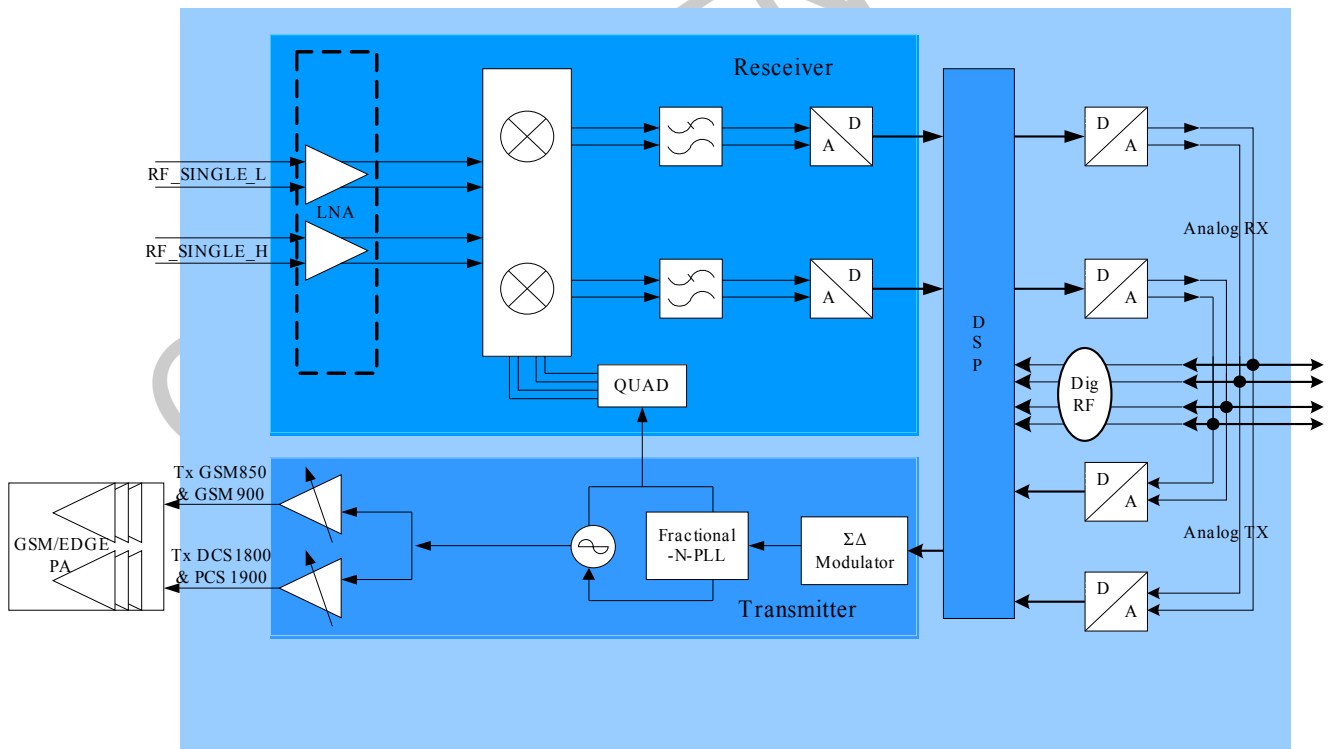 Resceiver
D
A
D
A
RF_SINGLE_L
LNA
RF_SINGLE_H
Analog RX
D
A
D
A
D
S
P
QUAD
Dig
RF
Tx GSM850
& GSM 900
GSM/EDGE
PA
Tx DCS1800
& PCS 1900
Fractional
-N-PLL
ΣΔ
Modulator
Transmitter
D
A
Analog TX
D
A